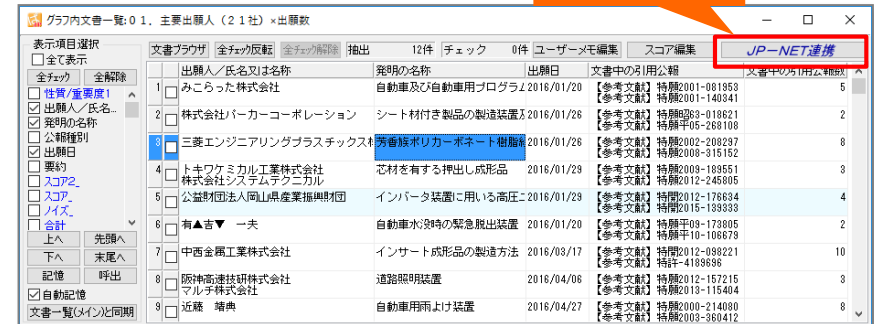 グラフ内文書一覧:01．主要出願人（21社）×出願数
表示項目選択
全て表示
全チェック 全解除
性質/重要度1
出願人/氏名…
発明の名称
公報種別
出願日
要約
スコア2_
スコア_
ノイズ_
合計
上へ 先頭へ
下へ 末尾へ
記憶 呼出
自動記憶
文書一覧(メイン)と同期
文書ブラウザ 全チェック反転 全チェック解除 抽出 12件 チェック 0件 ユーザーメモ編集 スコア編集 JP－NET連携
出願人/氏名又は名称 発明の名称 出願日 文書中の引用公報 文書中の引用公報数
1 みこらった株式会社 自動車及び自動車用プログラム 2016/01/20 【参考文献】特願2001-081953 5
【参考文献】特願2001-140341
2 株式会社パーカーコーポレーション シート材付き製品の製造装置及 2016/01/26 【参考文献】特願昭63-018621 2
【参考文献】特願平05-268108
3 三菱エンジニアリングプラスチックス株 芳香族ポリカーボネート樹脂組 2016/01/26 【参考文献】特願2002-208297 8
【参考文献】特願2008-315152
4 トキワケミカル工業株式会社 芯材を有する押出し成形品 2016/01/29 【参考文献】特願2009-189551 3
株式会社システムテクニカル 【参考文献】特願2012-245805
5 公益財団法人岡山県産業振興財団 インバータ装置に用いる高圧コ 2016/01/29 【参考文献】特開2012-176634 4
【参考文献】特開2015-139333
6 有▲吉▼　一夫 自動車水没時の緊急脱出装置 2016/01/20 【参考文献】特願平09-173805 2
【参考文献】特願平10-106679
7 中西金属工業株式会社 インサート成形品の製造方法 2016/03/17 【参考文献】特開2012-098221 10
【参考文献】特許-4189696
8 阪神高速技研株式会社 道路照明装置 2016/04/06 【参考文献】特願2012-157215 3
マルチ株式会社 【参考文献】特願2013-115404
9 近藤　靖典 自動車用雨よけ装置 2016/04/27 【参考文献】特願2000-214080 8
【参考文献】特願2003-360412